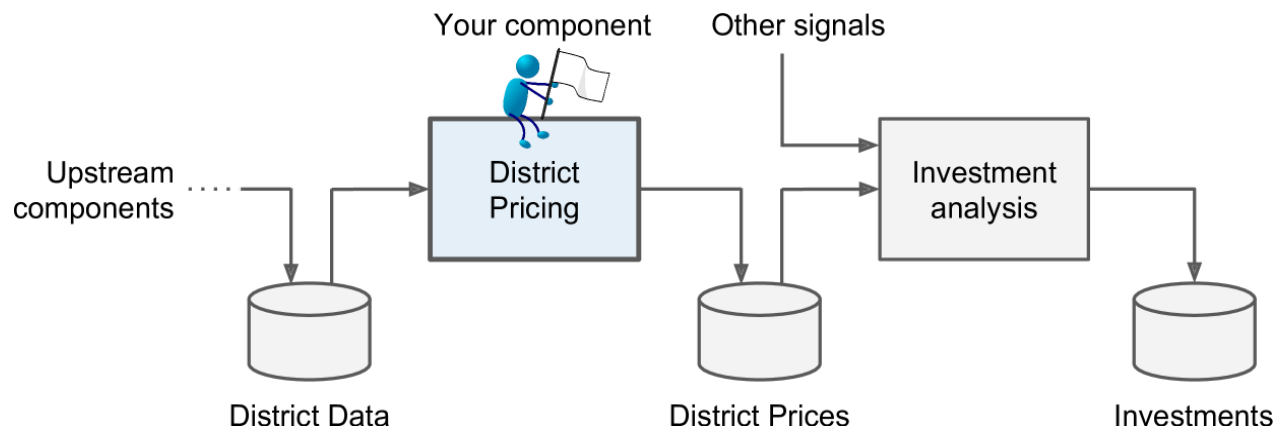 Your component
Other signals
Upstream
components
District
Pricing
Investment
analysis
District Data
District Prices
Investments